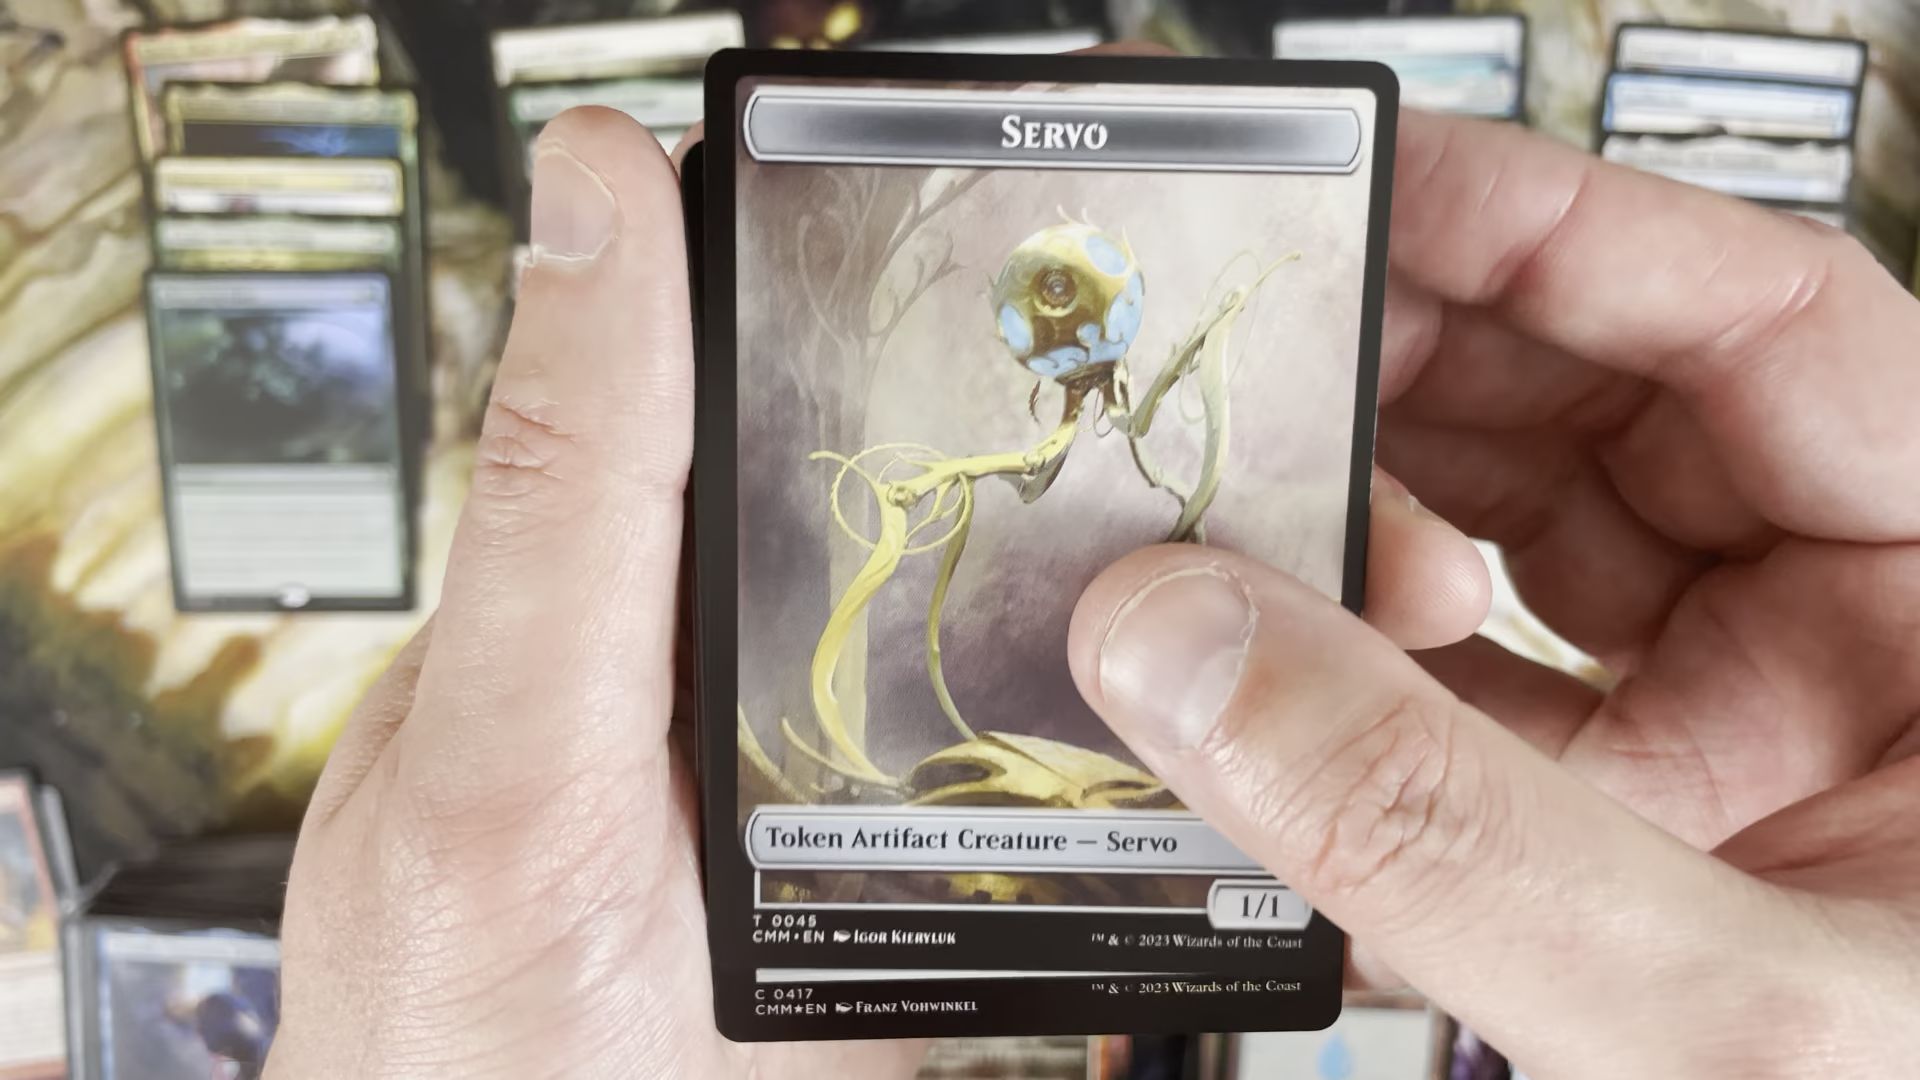 SERVO
Token Artifact Creature — Servo
1/1
T 0045
CMM • EN IGOR KIERYLUK
™ & © 2023 Wizards of the Coast
C 0417
CMM★EN FRANZ VOHWINKEL
™ & © 2023 Wizards of the Coast